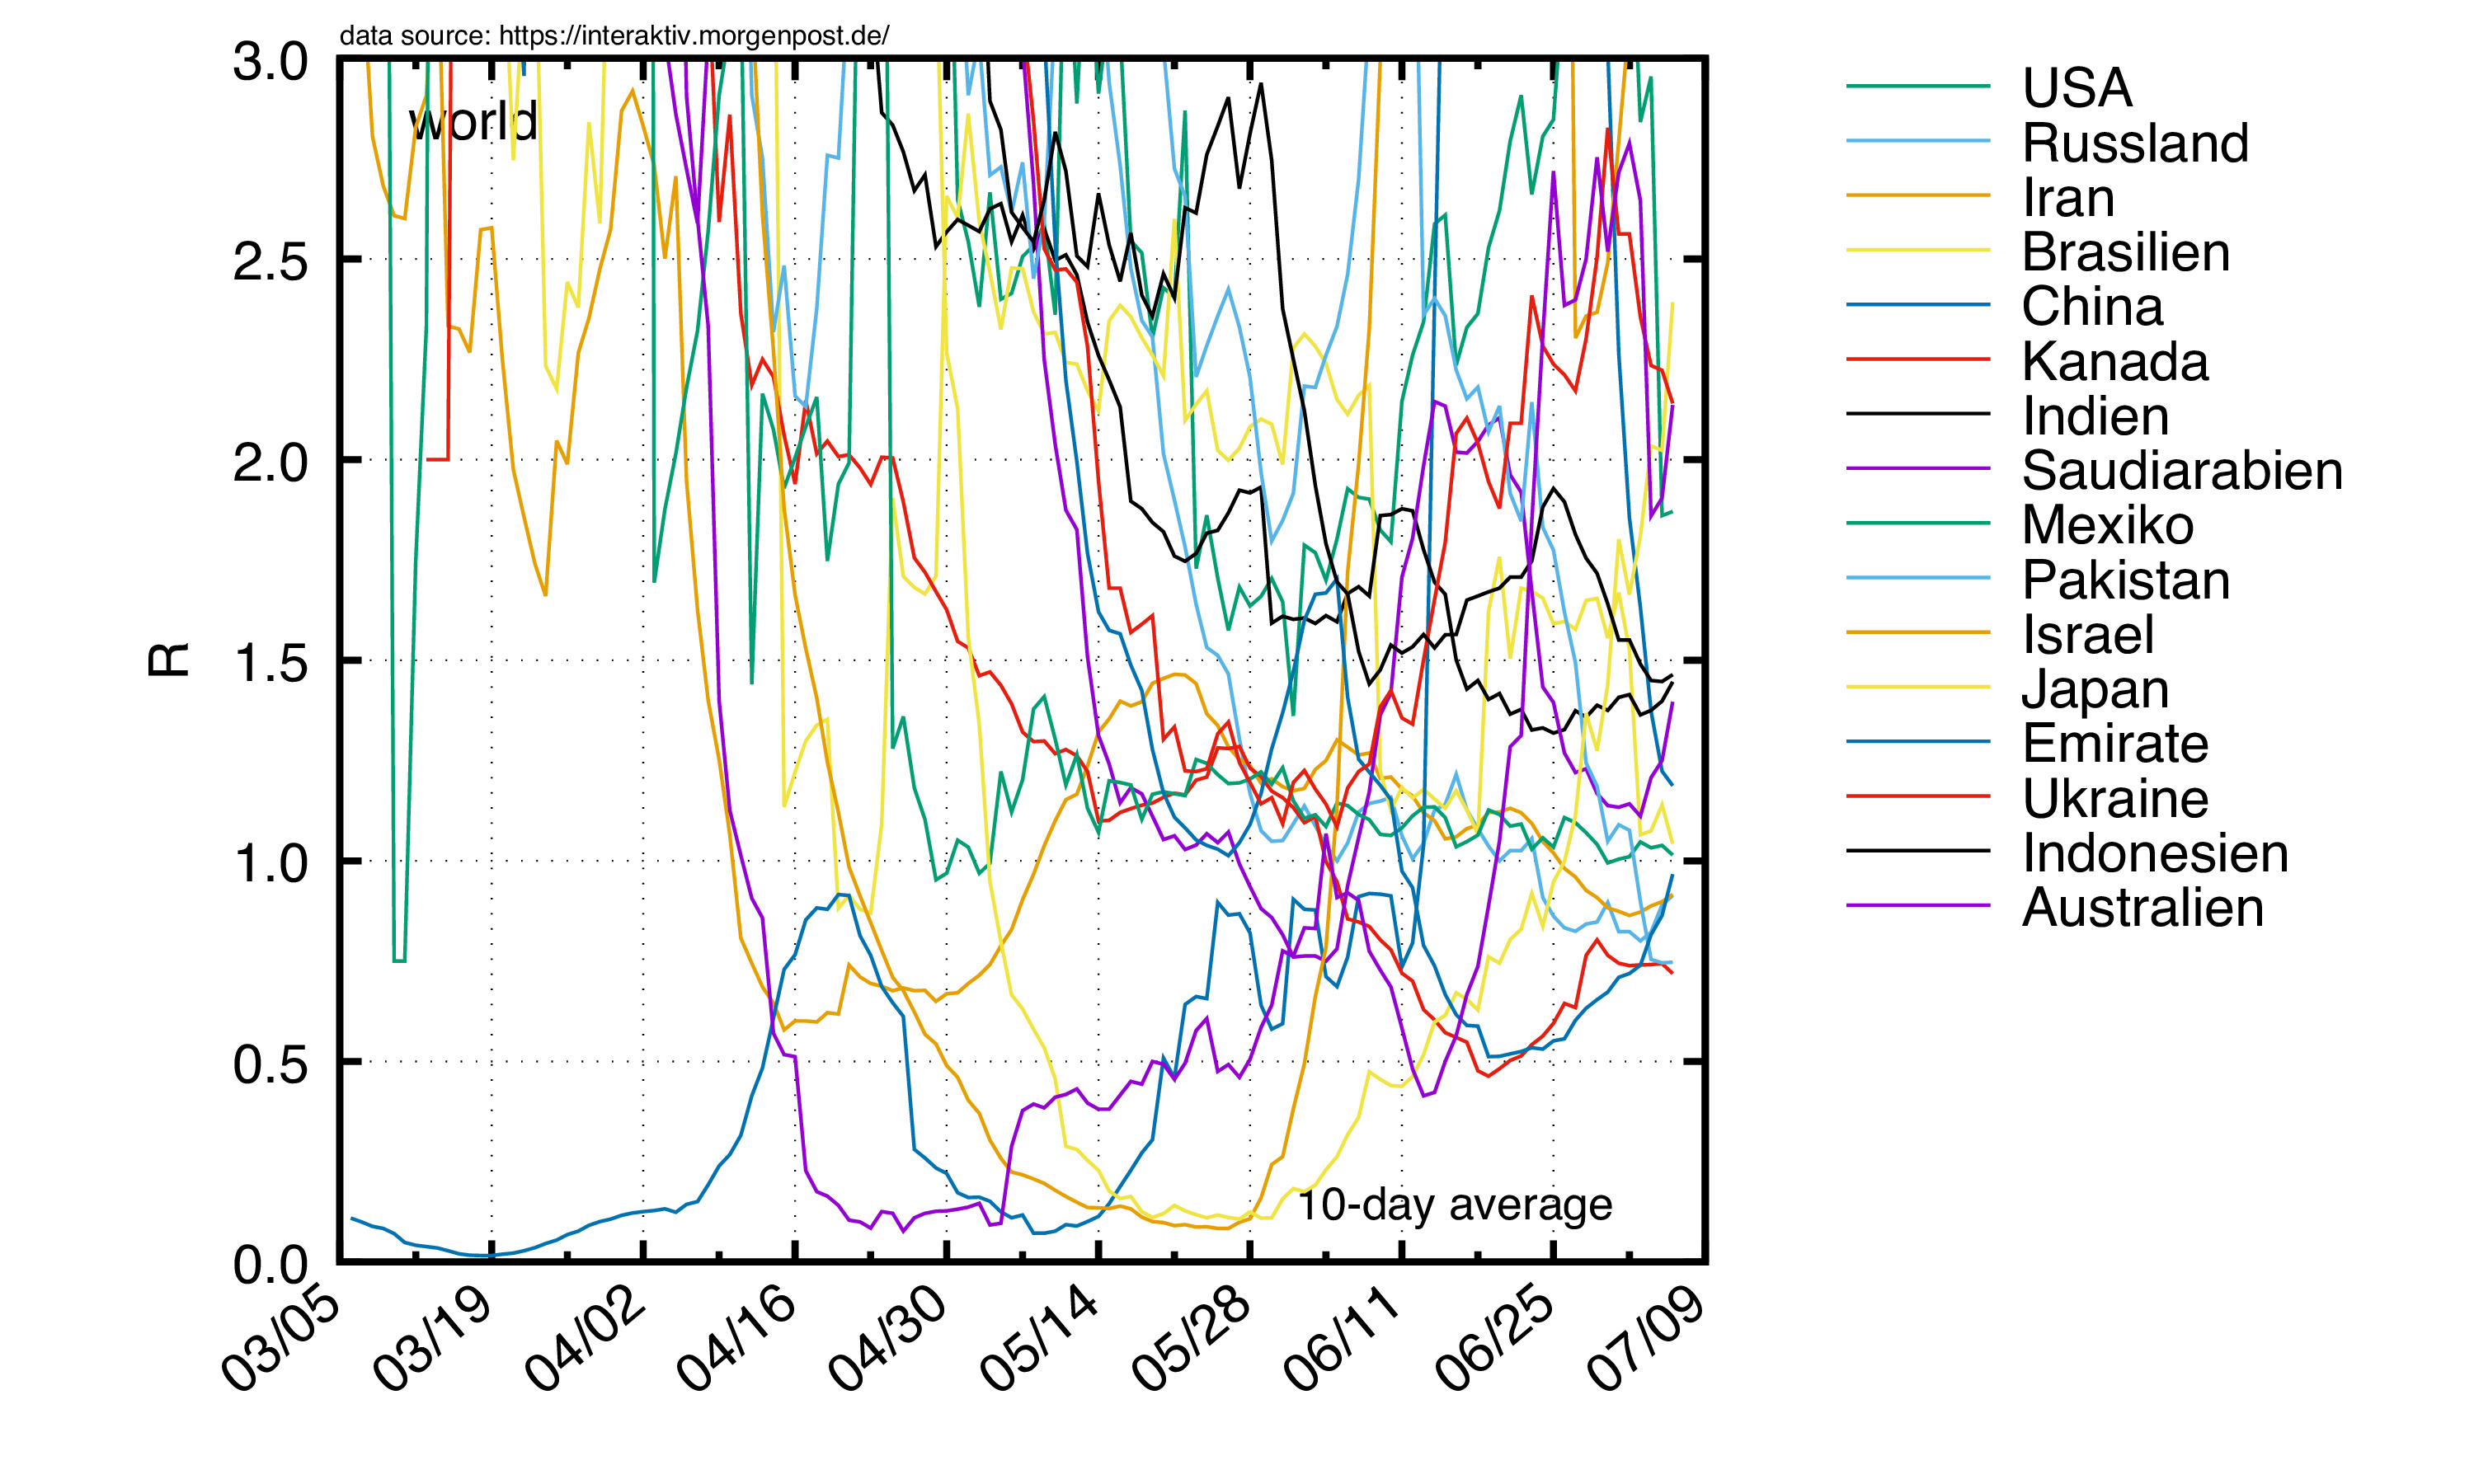 data source: https://interaktiv.morgenpost.de/
3.0
world
2.5
2.0
1.5
1.0
0.5
0.0
R
10-day average
03/05
03/19
04/02
04/16
04/30
05/14
05/28
06/11
06/25
07/09
USA
Russland
Iran
Brasilien
China
Kanada
Indien
Saudiarabien
Mexiko
Pakistan
Israel
Japan
Emirate
Ukraine
Indonesien
Australien